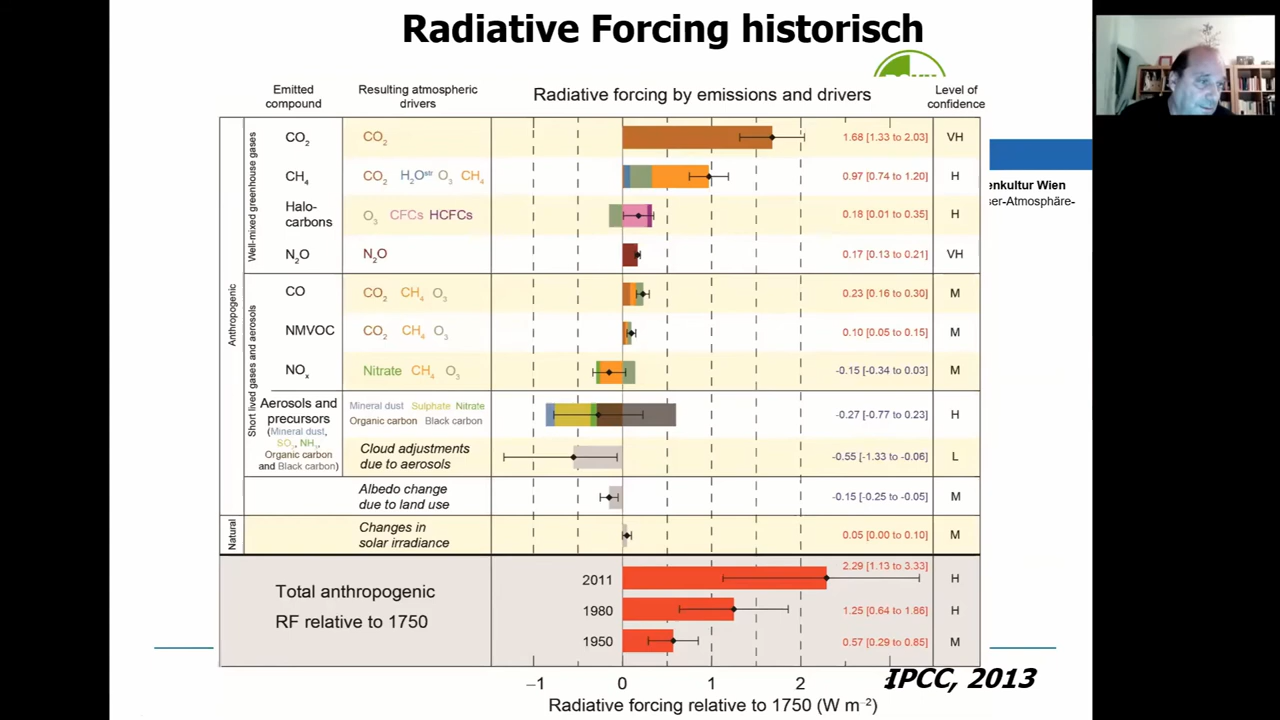 Radiative Forcing historisch
Emitted compound
Resulting atmospheric drivers
Radiative forcing by emissions and drivers
Level of confidence
Anthropogenic
Well-mixed greenhouse gases
CO₂
CO₂
1.68 [1.33 to 2.03]
VH
CH₄
CO₂ H₂Oˢᵗʳ O₃ CH₄
0.97 [0.74 to 1.20]
H
Halo-
carbons
O₃ CFCs HCFCs
0.18 [0.01 to 0.35]
H
N₂O
N₂O
0.17 [0.13 to 0.21]
VH
Short lived gases and aerosols
CO
CO₂ CH₄ O₃
0.23 [0.16 to 0.30]
M
NMVOC
CO₂ CH₄ O₃
0.10 [0.05 to 0.15]
M
NOₓ
Nitrate CH₄ O₃
-0.15 [-0.34 to 0.03]
M
Aerosols and
precursors
(Mineral dust,
SO₂, NH₃,
Organic carbon
and Black carbon)
Mineral dust Sulphate Nitrate
Organic carbon Black carbon
-0.27 [-0.77 to 0.23]
H
Cloud adjustments
due to aerosols
-0.55 [-1.33 to -0.06]
L
Albedo change
due to land use
-0.15 [-0.25 to -0.05]
M
Natural
Changes in
solar irradiance
0.05 [0.00 to 0.10]
M
Total anthropogenic
RF relative to 1750
2011
2.29 [1.13 to 3.33]
H
1980
1.25 [0.64 to 1.86]
H
1950
0.57 [0.29 to 0.85]
M
−1 0 1 2
Radiative forcing relative to 1750 (W m⁻²)
IPCC, 2013
enkultur Wien
ser-Atmosphäre-